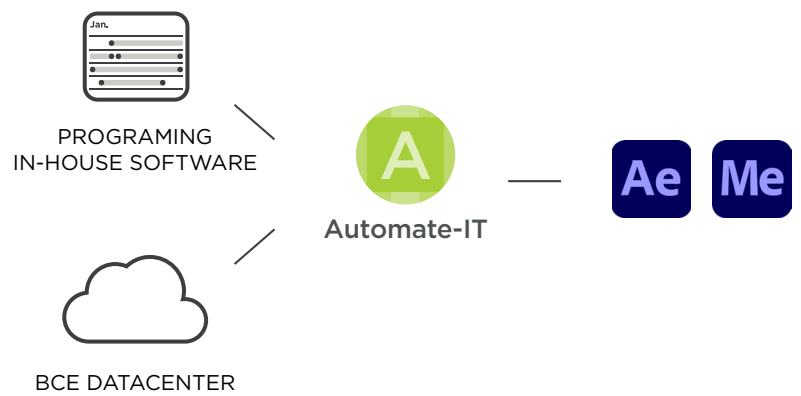 Jan.
PROGRAMING
IN-HOUSE SOFTWARE
A
Automate-IT
Ae
Me
BCE DATACENTER